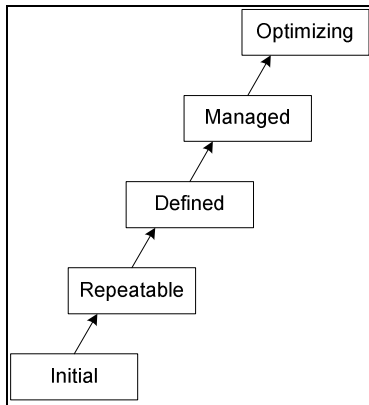 Optimizing
Managed
Defined
Repeatable
Initial